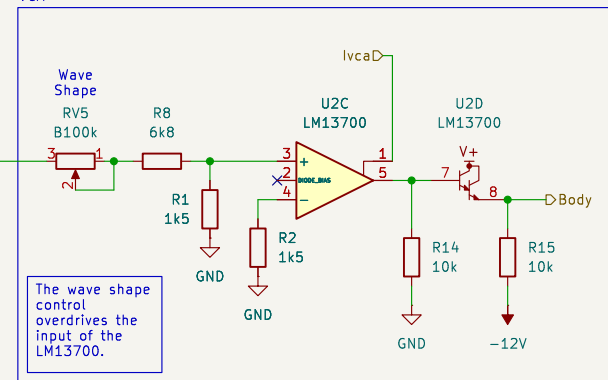 Ivca
Wave
Shape
RV5
B100k
R8
6k8
U2C
LM13700
U2D
LM13700
V+
3
1
2
3
+
2
DIODE_BIAS
4
−
1
5
7
8
Body
R1
1k5
R2
1k5
R14
10k
R15
10k
GND
GND
GND
-12V
The wave shape
control
overdrives the
input of the
LM13700.